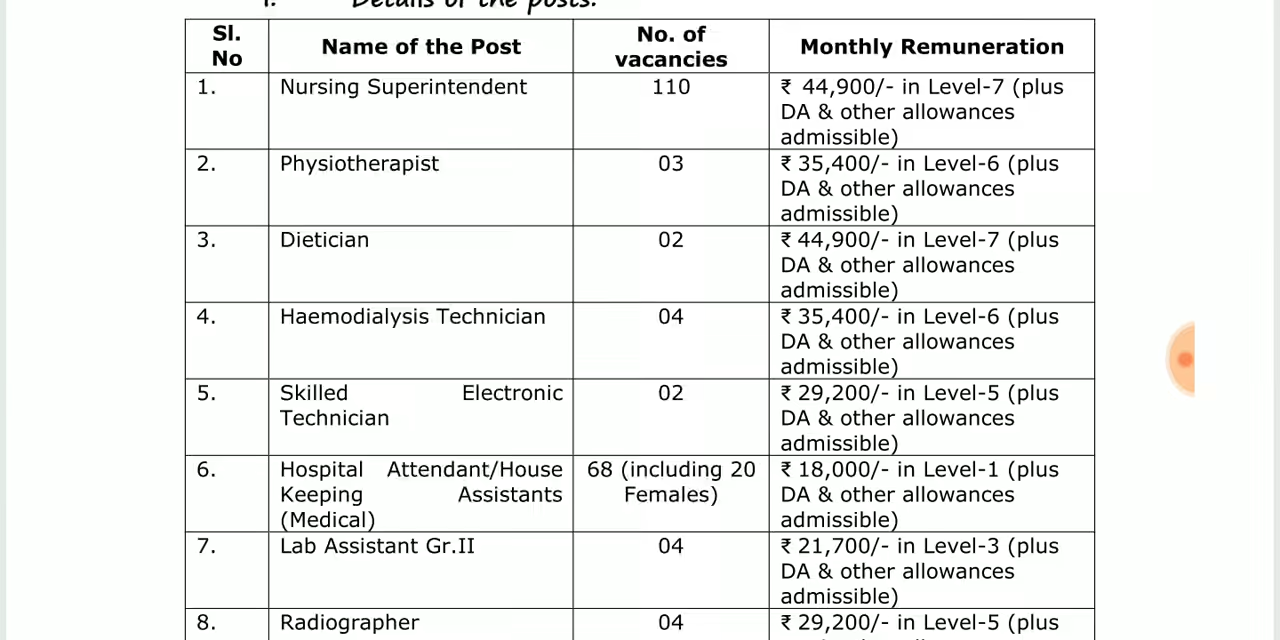 1. Details of the posts:
Sl. No | Name of the Post | No. of vacancies | Monthly Remuneration
1. | Nursing Superintendent | 110 | ₹ 44,900/- in Level-7 (plus
DA & other allowances
admissible)
2. | Physiotherapist | 03 | ₹ 35,400/- in Level-6 (plus
DA & other allowances
admissible)
3. | Dietician | 02 | ₹ 44,900/- in Level-7 (plus
DA & other allowances
admissible)
4. | Haemodialysis Technician | 04 | ₹ 35,400/- in Level-6 (plus
DA & other allowances
admissible)
5. | Skilled Electronic
Technician | 02 | ₹ 29,200/- in Level-5 (plus
DA & other allowances
admissible)
6. | Hospital Attendant/House
Keeping Assistants
(Medical) | 68 (including 20
Females) | ₹ 18,000/- in Level-1 (plus
DA & other allowances
admissible)
7. | Lab Assistant Gr.II | 04 | ₹ 21,700/- in Level-3 (plus
DA & other allowances
admissible)
8. | Radiographer | 04 | ₹ 29,200/- in Level-5 (plus